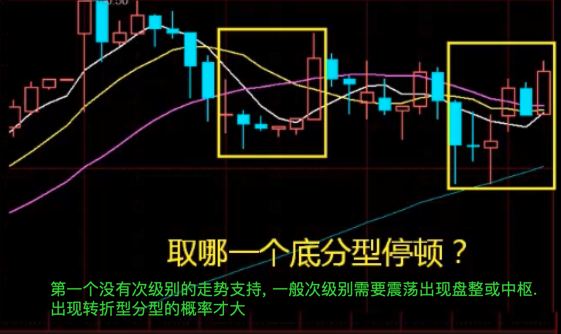 取哪一个底分型停顿？
第一个没有次级别的走势支持, 一般次级别需要震荡出现盘整或中枢.
出现转折型分型的概率才大